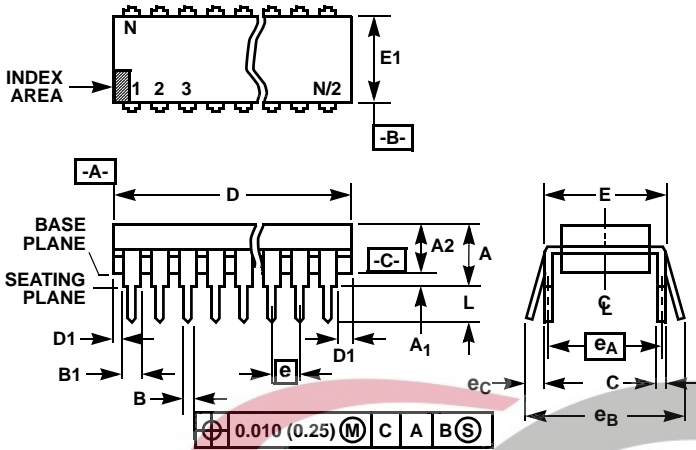 N
INDEX
AREA
1 2 3 N/2
E1
-B-
-A-
D
E
BASE
PLANE
A2 A
-C-
SEATING
PLANE
L
CL
D1
A1
D1
eA
B1
e
eC
C
B
eB
0.010 (0.25) M C A B S